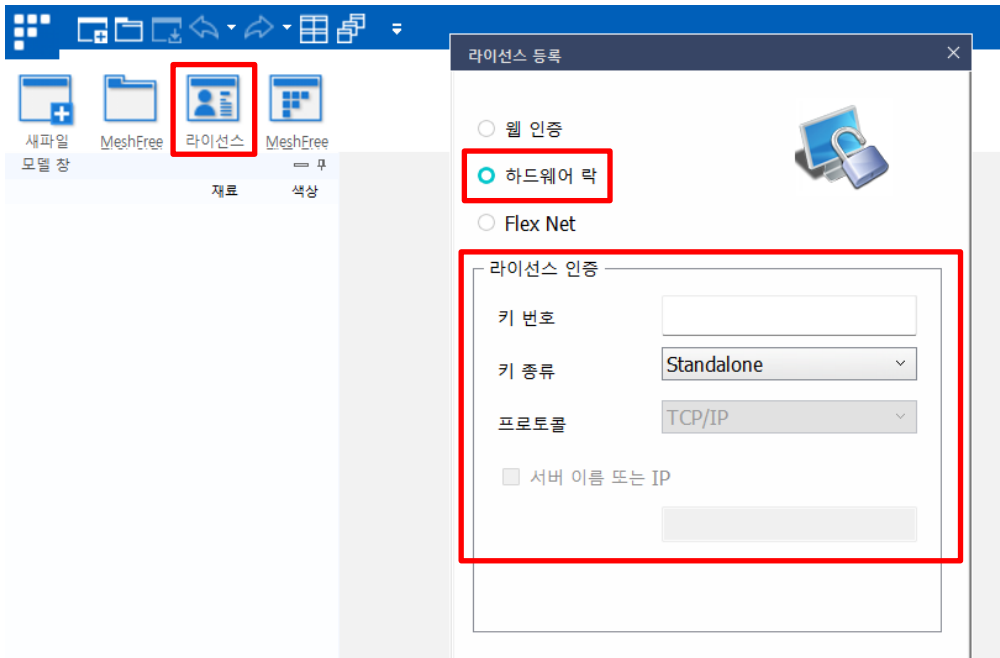 라이선스 등록
새파일
MeshFree
라이선스
MeshFree
모델 창
재료 색상
웹 인증
하드웨어 락
Flex Net
라이선스 인증
키 번호
키 종류 Standalone
프로토콜 TCP/IP
서버 이름 또는 IP